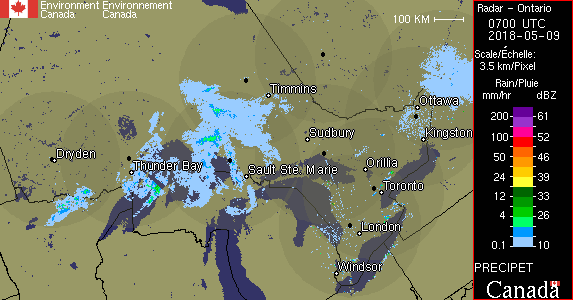 Environment Environnement
Canada Canada
100 KM
Timmins
Ottawa
Sudbury
Kingston
Dryden
Thunder Bay
Sault Ste. Marie
Orillia
Toronto
London
Windsor
Radar - Ontario
0700 UTC
2018-05-09
Scale/Échelle:
3.5 km/Pixel
Rain/Pluie
mm/hr dBZ
200 61
100 52
50 46
24 39
12 33
4 26
0.1 10
PRECIPET
Canada